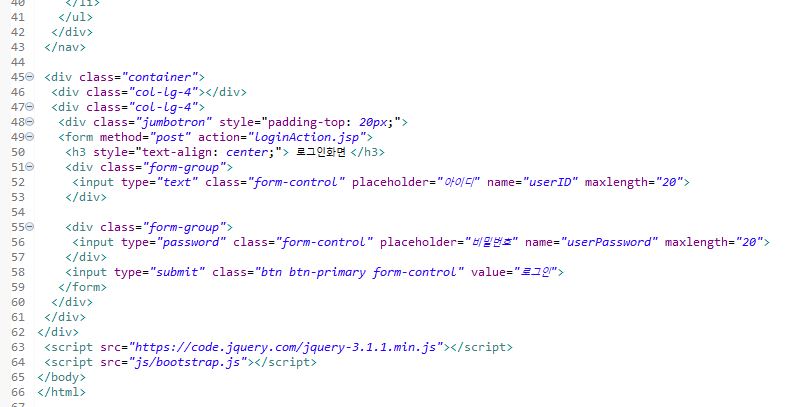 40 </li>
41 </ul>
42 </div>
43 </nav>
44
45 <div class="container">
46 <div class="col-lg-4"></div>
47 <div class="col-lg-4">
48 <div class="jumbotron" style="padding-top: 20px;">
49 <form method="post" action="loginAction.jsp">
50 <h3 style="text-align: center;"> 로그인화면 </h3>
51 <div class="form-group">
52 <input type="text" class="form-control" placeholder="아이디" name="userID" maxlength="20">
53 </div>
54
55 <div class="form-group">
56 <input type="password" class="form-control" placeholder="비밀번호" name="userPassword" maxlength="20">
57 </div>
58 <input type="submit" class="btn btn-primary form-control" value="로그인">
59 </form>
60 </div>
61 </div>
62 </div>
63 <script src="https://code.jquery.com/jquery-3.1.1.min.js"></script>
64 <script src="js/bootstrap.js"></script>
65 </body>
66 </html>
67